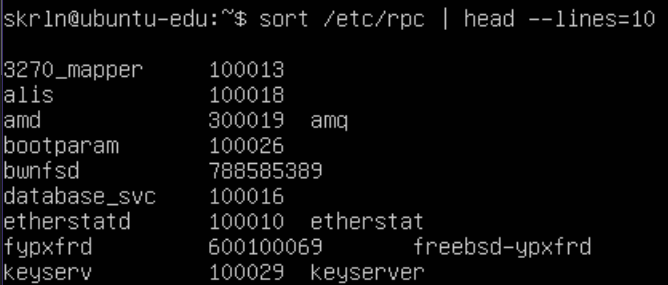 skrln@ubuntu-edu:~$ sort /etc/rpc | head --lines=10

3270_mapper     100013
alis            100018
amd             300019  amq
bootparam       100026
bwnfsd          788585389
database_svc    100016
etherstatd      100010  etherstat
fypxfrd         600100069       freebsd-ypxfrd
keyserv         100029  keyserver